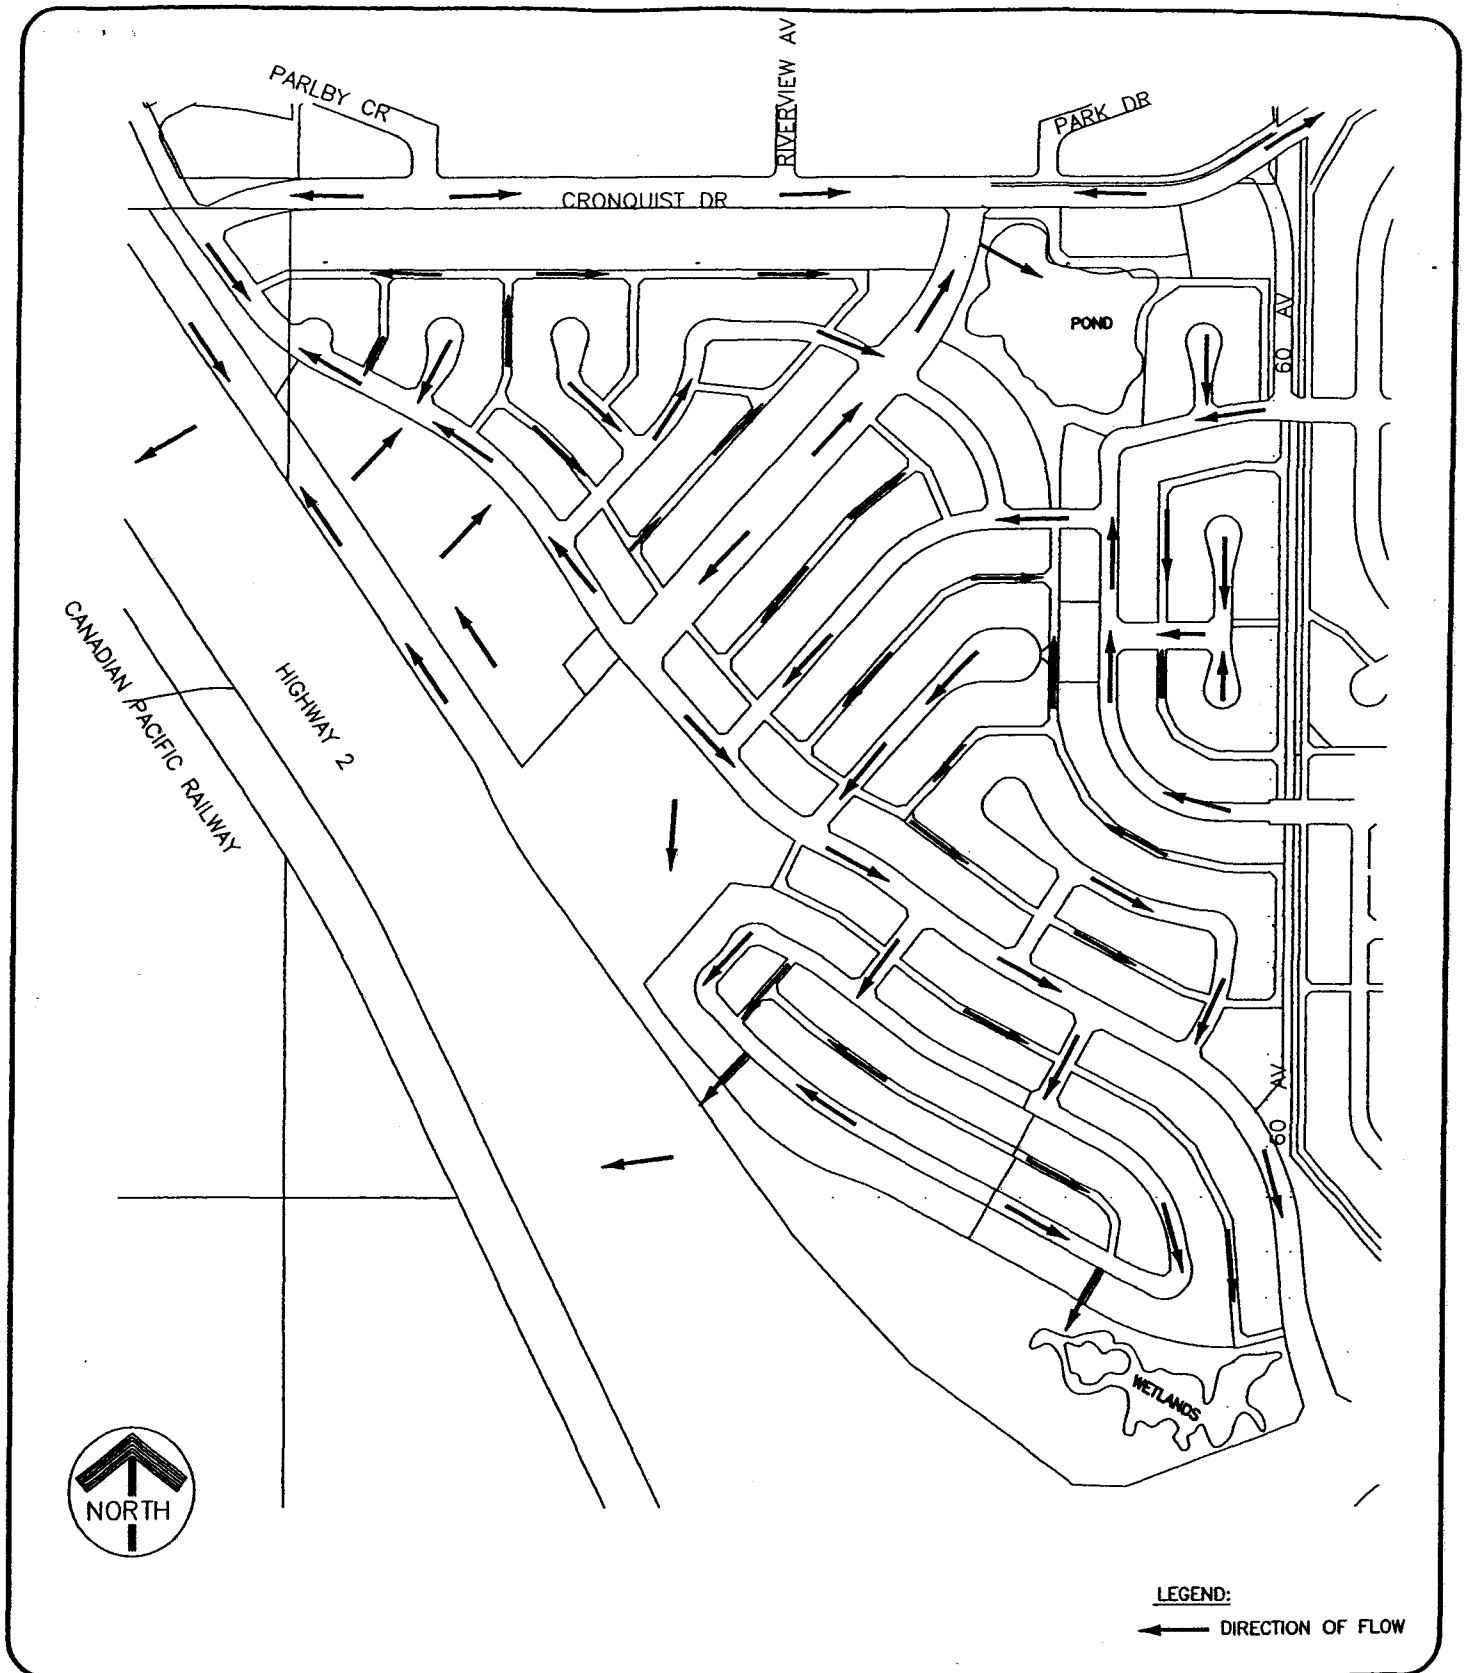 PARLBY CR
RIVERVIEW AV
PARK DR
CRONQUIST DR
POND
60 AV
CANADIAN PACIFIC RAILWAY
HIGHWAY 2
60 AV
WETLANDS
NORTH
LEGEND:
DIRECTION OF FLOW